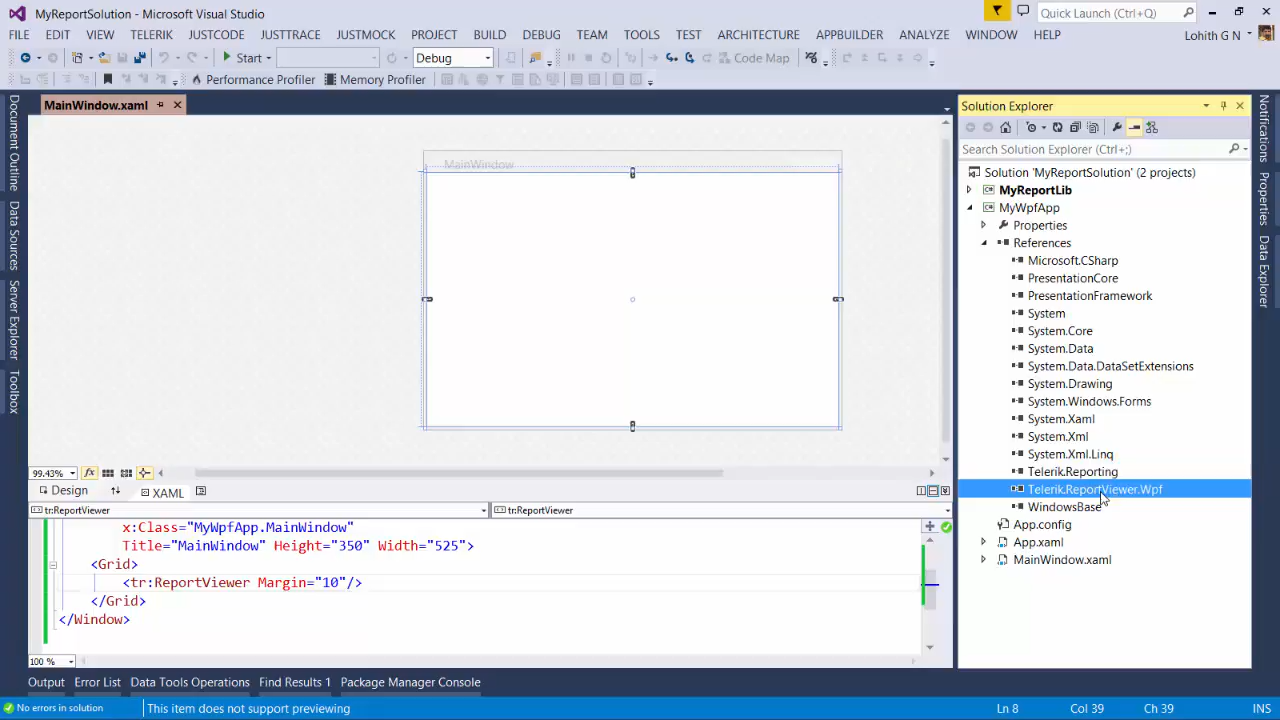 MyReportSolution - Microsoft Visual Studio
Quick Launch (Ctrl+Q)
FILE EDIT VIEW TELERIK JUSTCODE JUSTTRACE JUSTMOCK PROJECT BUILD DEBUG TEAM TOOLS TEST ARCHITECTURE APPBUILDER ANALYZE WINDOW HELP Lohith G N
Start Debug Code Map
Performance Profiler Memory Profiler
MainWindow.xaml
Document Outline
Data Sources
Server Explorer
Toolbox
MainWindow
99.43%
Design XAML
tr:ReportViewer tr:ReportViewer
x:Class="MyWpfApp.MainWindow"
Title="MainWindow" Height="350" Width="525">
<Grid>
<tr:ReportViewer Margin="10"/>
</Grid>
</Window>
100 %
Solution Explorer
Search Solution Explorer (Ctrl+;)
Solution 'MyReportSolution' (2 projects)
MyReportLib
MyWpfApp
Properties
References
Microsoft.CSharp
PresentationCore
PresentationFramework
System
System.Core
System.Data
System.Data.DataSetExtensions
System.Drawing
System.Windows.Forms
System.Xaml
System.Xml
System.Xml.Linq
Telerik.Reporting
Telerik.ReportViewer.Wpf
WindowsBase
App.config
App.xaml
MainWindow.xaml
Notifications
Properties
Data Explorer
Output Error List Data Tools Operations Find Results 1 Package Manager Console
No errors in solution This item does not support previewing Ln 8 Col 39 Ch 39 INS